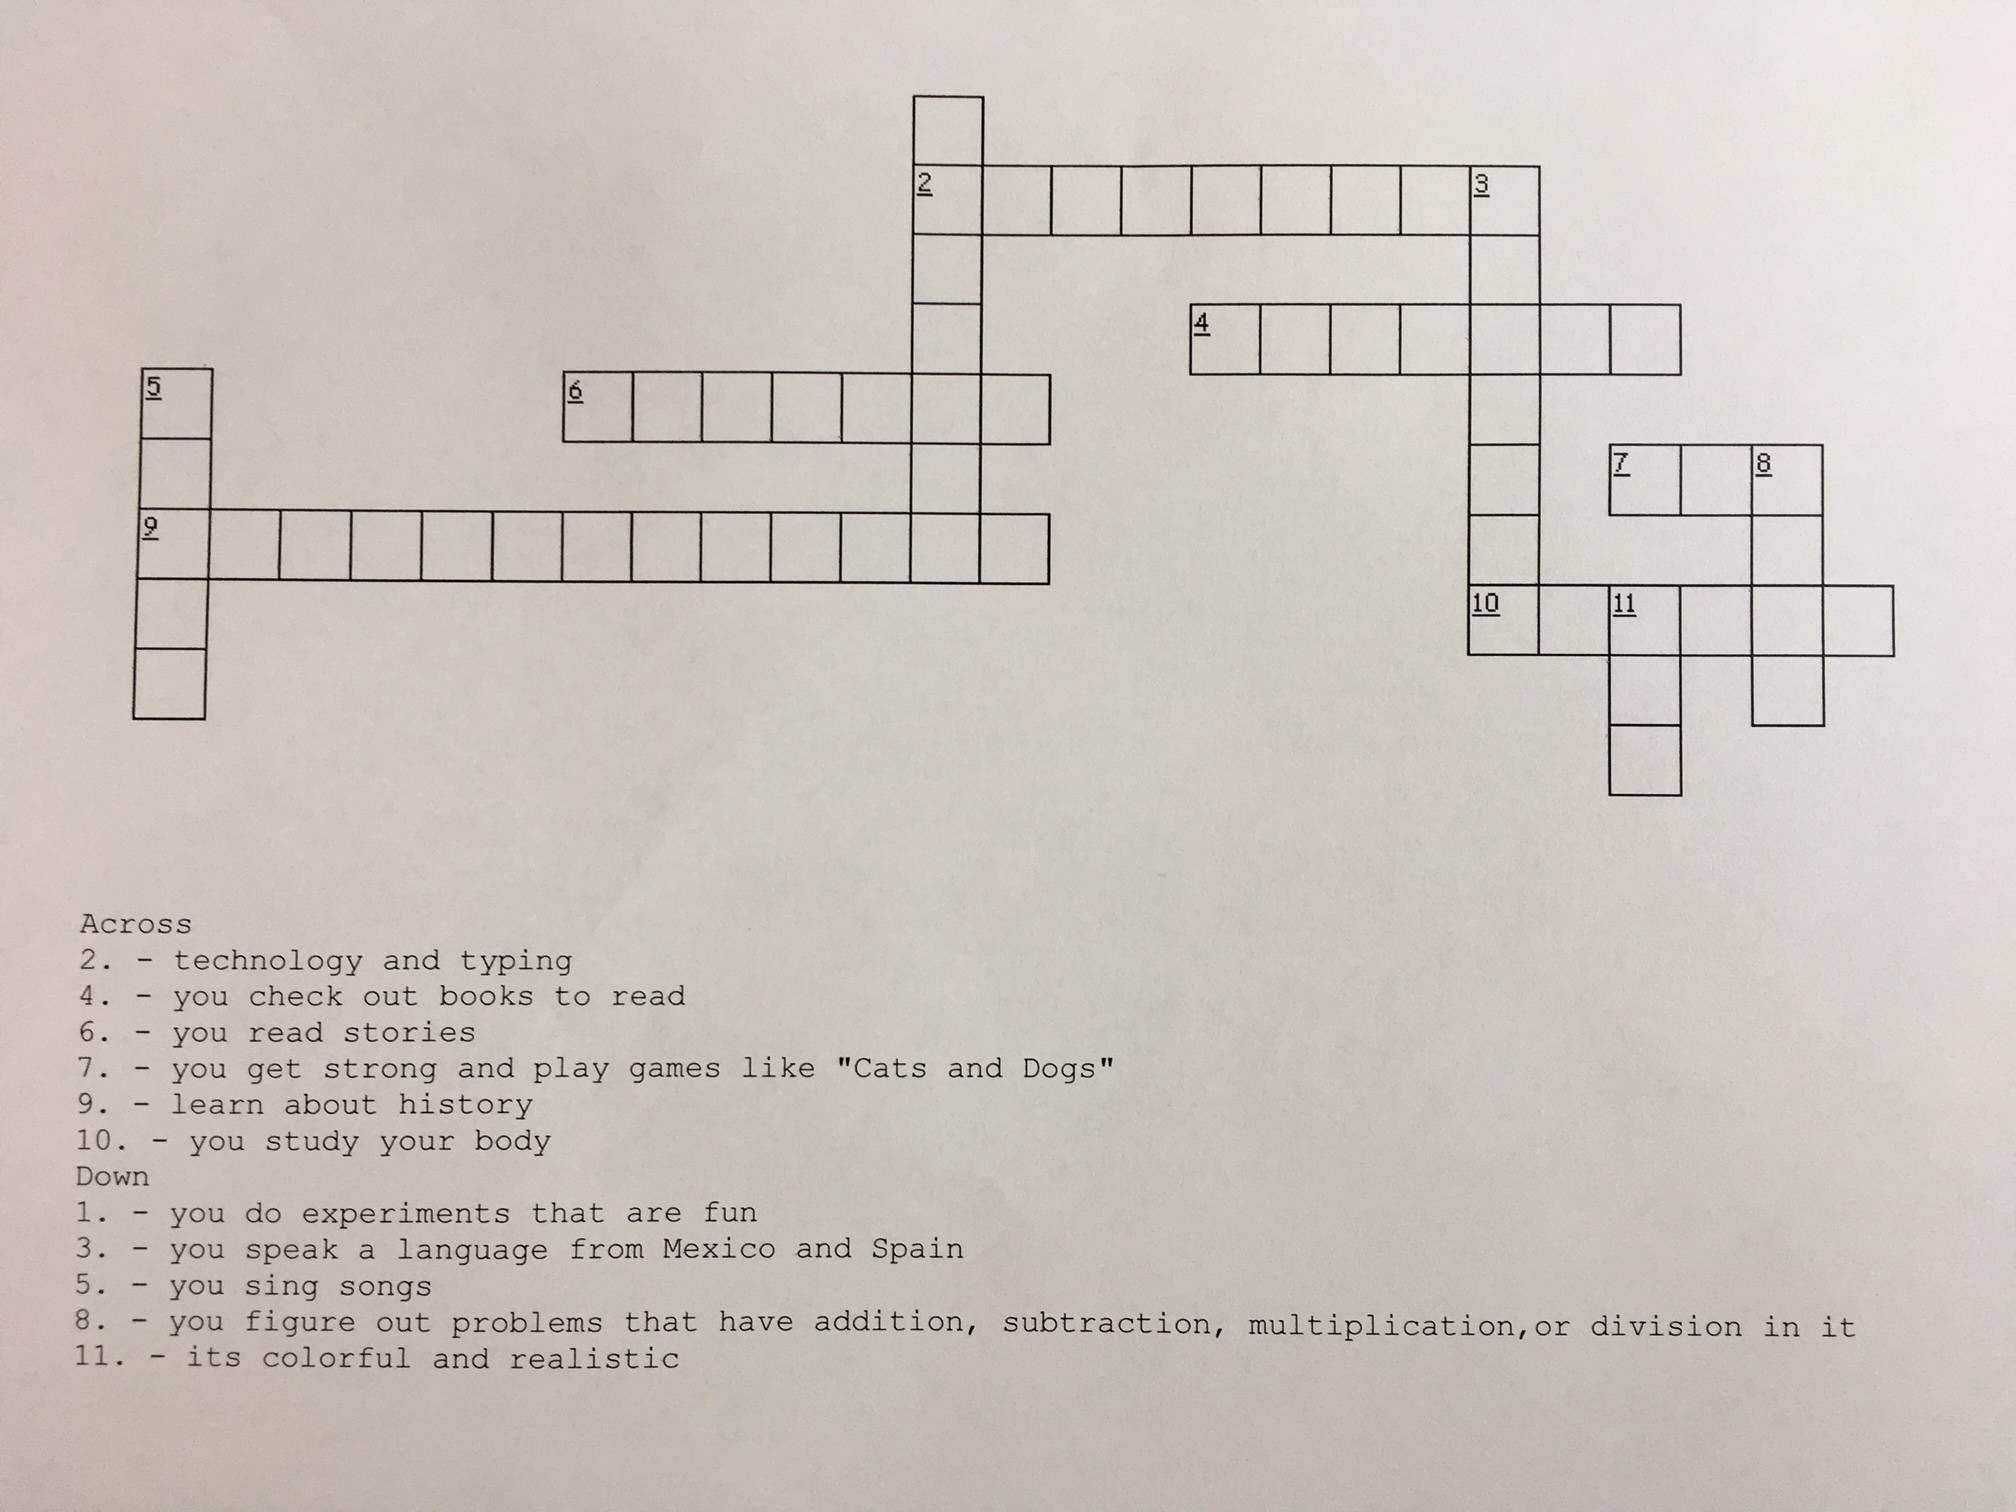 2
3
4
5
6
7
8
9
10
11
Across
2. - technology and typing
4. - you check out books to read
6. - you read stories
7. - you get strong and play games like "Cats and Dogs"
9. - learn about history
10. - you study your body
Down
1. - you do experiments that are fun
3. - you speak a language from Mexico and Spain
5. - you sing songs
8. - you figure out problems that have addition, subtraction, multiplication,or division in it
11. - its colorful and realistic